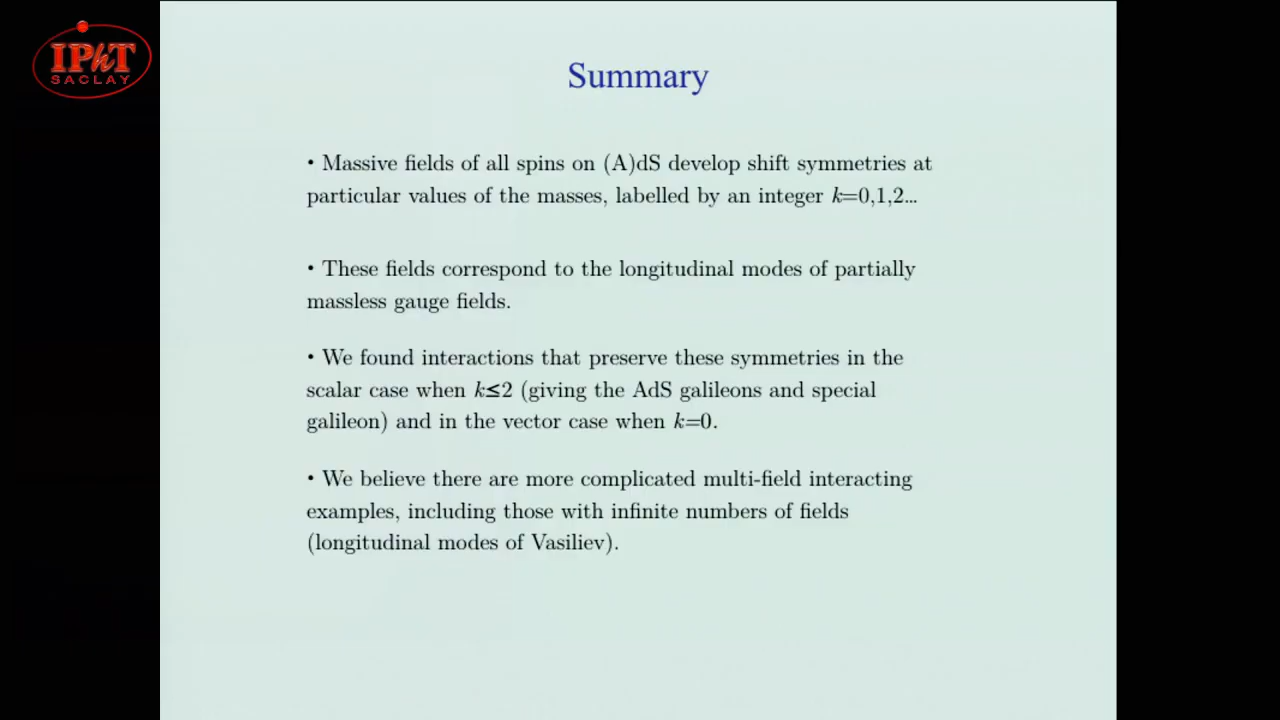 IPhT
SACLAY
Summary
• Massive fields of all spins on (A)dS develop shift symmetries at
particular values of the masses, labelled by an integer k=0,1,2...
• These fields correspond to the longitudinal modes of partially
massless gauge fields.
• We found interactions that preserve these symmetries in the
scalar case when k≤2 (giving the AdS galileons and special
galileon) and in the vector case when k=0.
• We believe there are more complicated multi-field interacting
examples, including those with infinite numbers of fields
(longitudinal modes of Vasiliev).